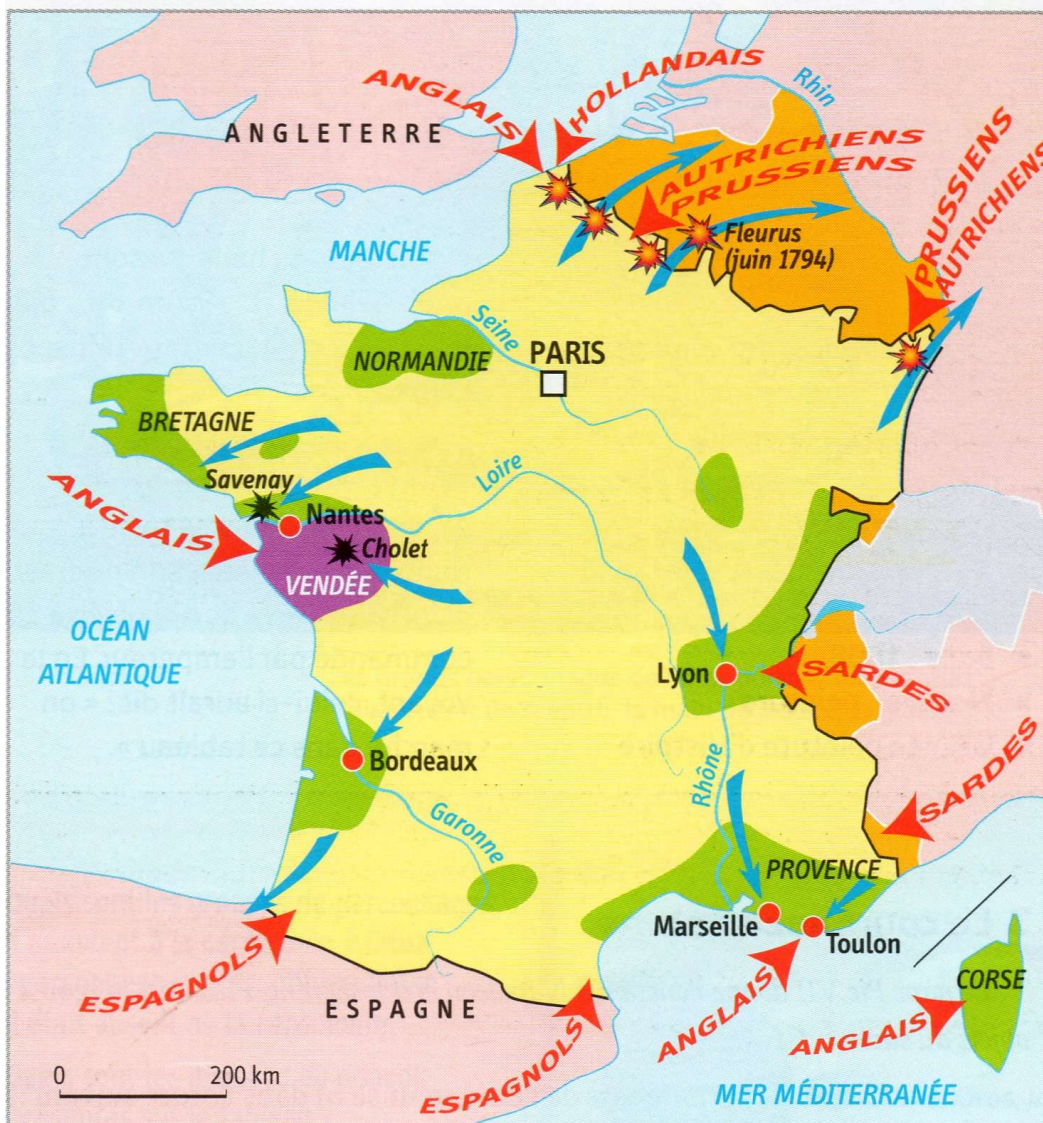 ANGLAIS
HOLLANDAIS
Rhin
ANGLETERRE
AUTRICHIENS
PRUSSIENS
PRUSSIENS
AUTRICHIENS
Fleurus
(juin 1794)
MANCHE
Seine
NORMANDIE
PARIS
BRETAGNE
Savenay
Loire
ANGLAIS
Nantes
Cholet
VENDÉE
OCÉAN
ATLANTIQUE
Lyon
SARDES
Bordeaux
Rhône
SARDES
Garonne
PROVENCE
Marseille
Toulon
ESPAGNOLS
ESPAGNE
CORSE
ANGLAIS
ANGLAIS
ESPAGNOLS
0 200 km
MER MÉDITERRANÉE